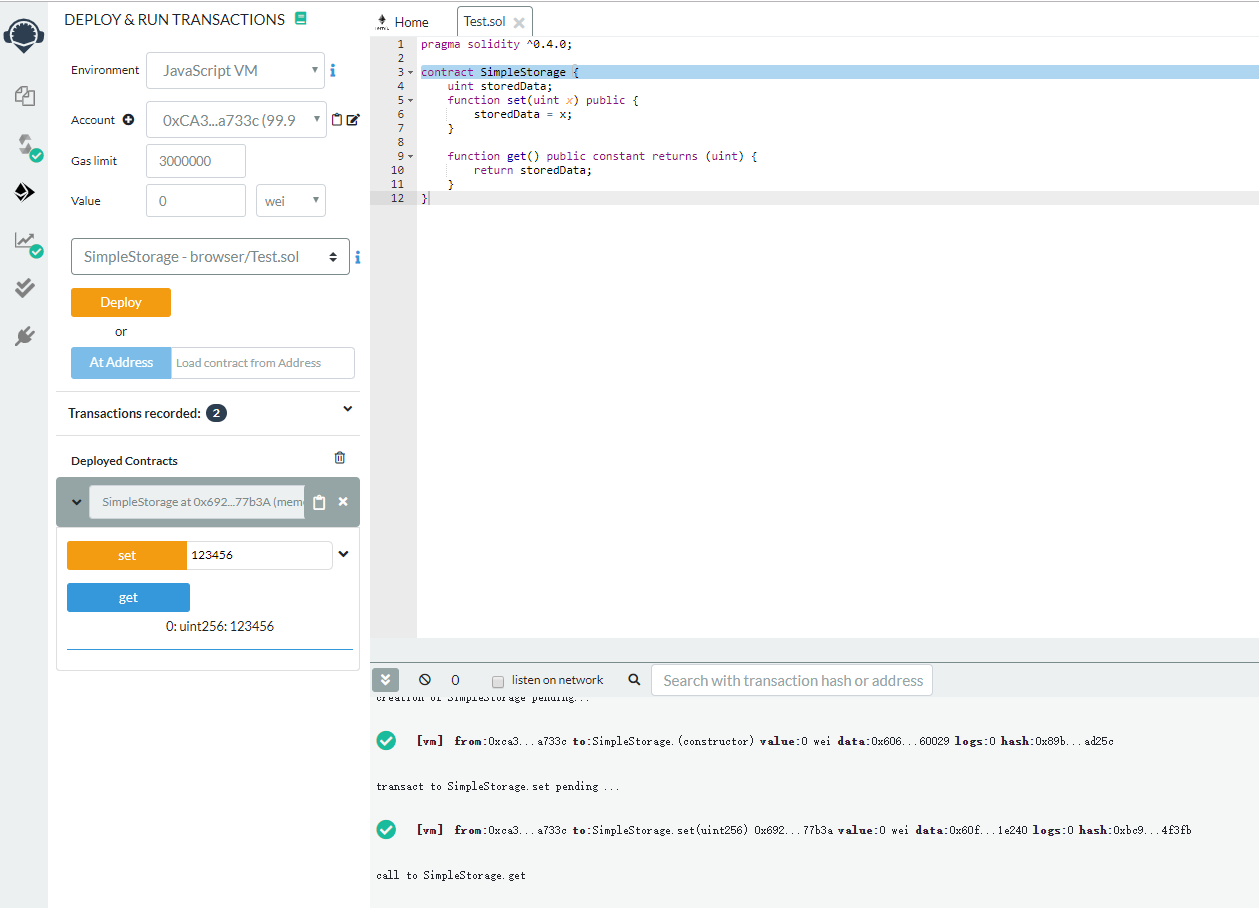 DEPLOY & RUN TRANSACTIONS
Environment JavaScript VM
Account 0xCA3...a733c (99.9
Gas limit 3000000
Value 0 wei
SimpleStorage - browser/Test.sol
Deploy
or
At Address Load contract from Address
Transactions recorded: 2
Deployed Contracts
SimpleStorage at 0x692...77b3A (mem
set 123456
get
0: uint256: 123456
Home Test.sol
1 pragma solidity ^0.4.0;
2
3 contract SimpleStorage {
4 uint storedData;
5 function set(uint x) public {
6 storedData = x;
7 }
8
9 function get() public constant returns (uint) {
10 return storedData;
11 }
12 }
0 listen on network Search with transaction hash or address
creation of SimpleStorage pending...
[vm] from:0xca3...a733c to:SimpleStorage.(constructor) value:0 wei data:0x606...60029 logs:0 hash:0x89b...ad25c
transact to SimpleStorage.set pending ...
[vm] from:0xca3...a733c to:SimpleStorage.set(uint256) 0x692...77b3a value:0 wei data:0x60f...1e240 logs:0 hash:0xbc9...4f3fb
call to SimpleStorage.get